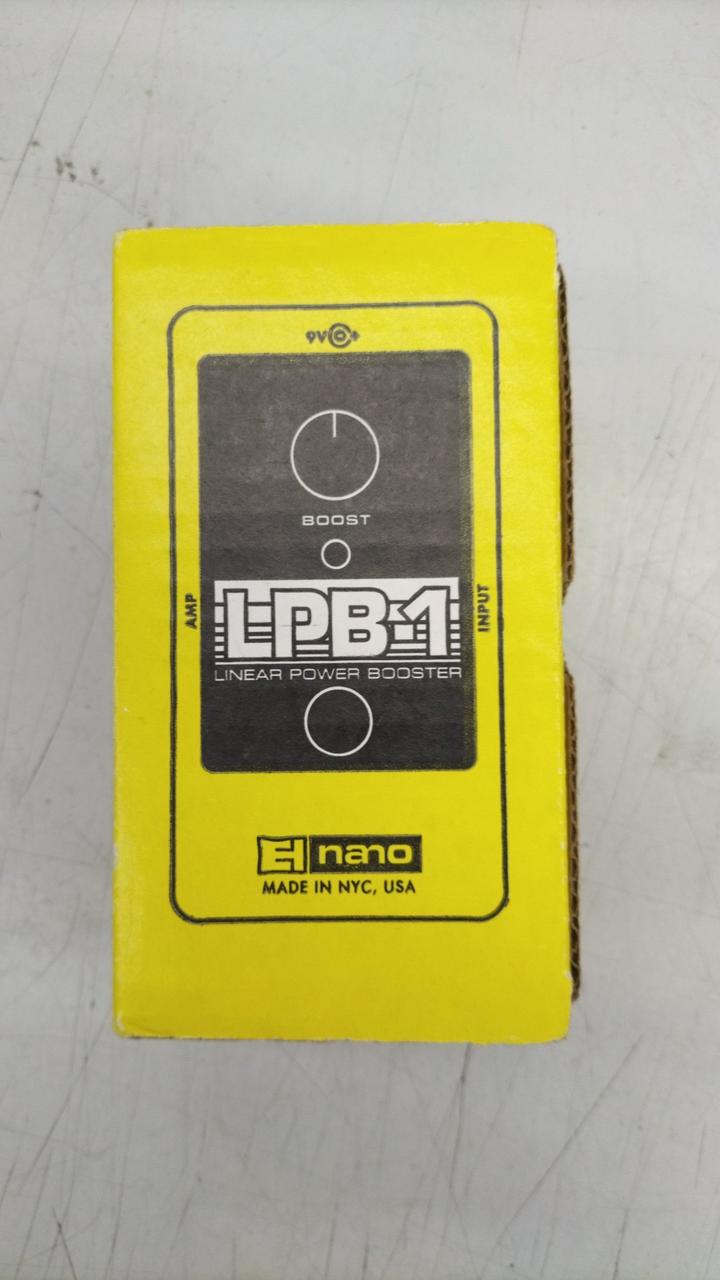 9V +
BOOST
AMP
INPUT
LPB-1
LINEAR POWER BOOSTER
EH nano
MADE IN NYC, USA